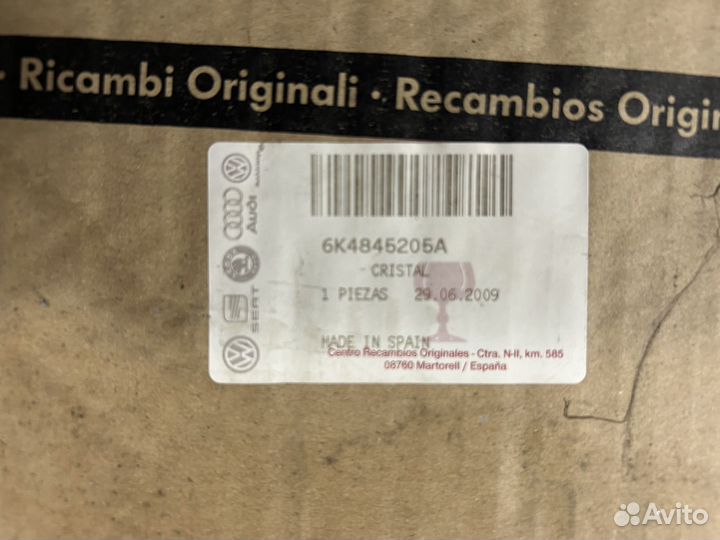 · Ricambi Originali · Recambios Origin
Audi
SEAT
6K4845205A
CRISTAL
1 PIEZAS 29.06.2009
MADE IN SPAIN
Centro Recambios Originales - Ctra. N-II, km. 585
08760 Martorell / España
Avito